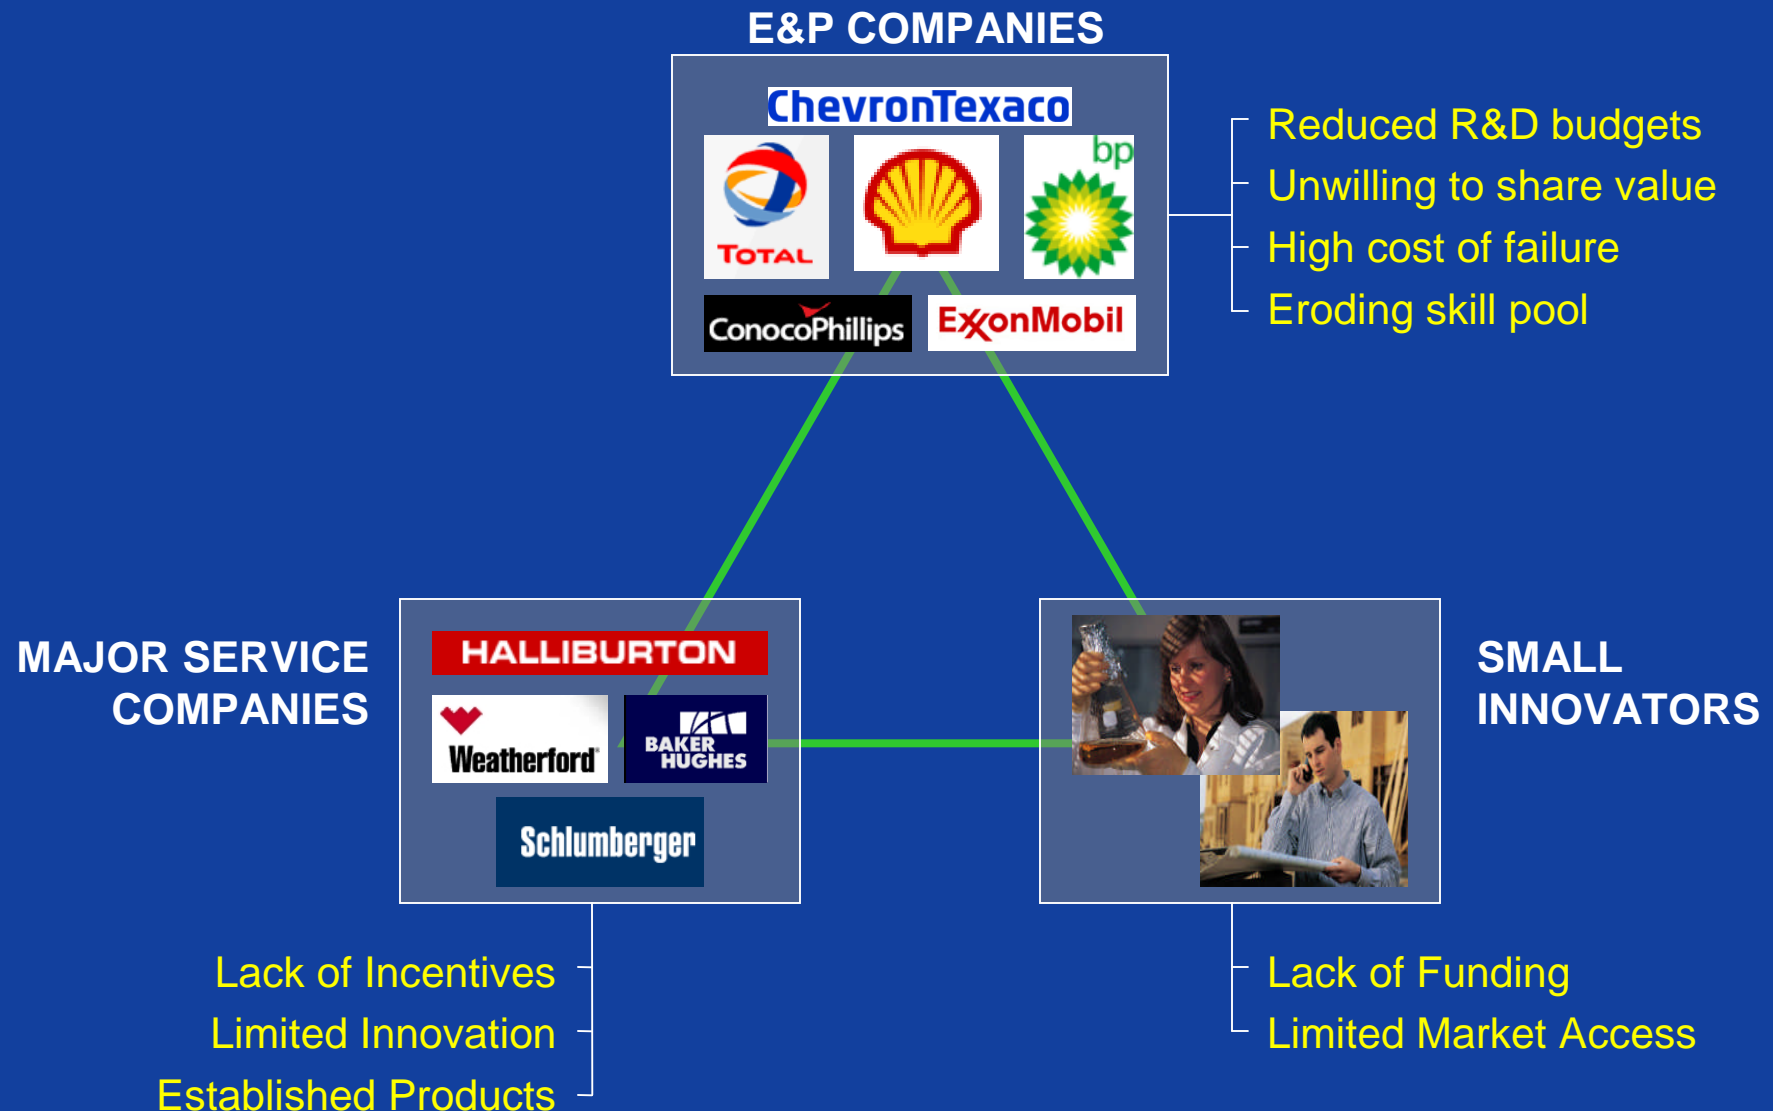 E&P COMPANIES
ChevronTexaco
bp
TOTAL
ConocoPhillips
ExxonMobil
Reduced R&D budgets
Unwilling to share value
High cost of failure
Eroding skill pool
MAJOR SERVICE
COMPANIES
HALLIBURTON
Weatherford
BAKER
HUGHES
Schlumberger
SMALL
INNOVATORS
Lack of Incentives
Limited Innovation
Established Products
Lack of Funding
Limited Market Access